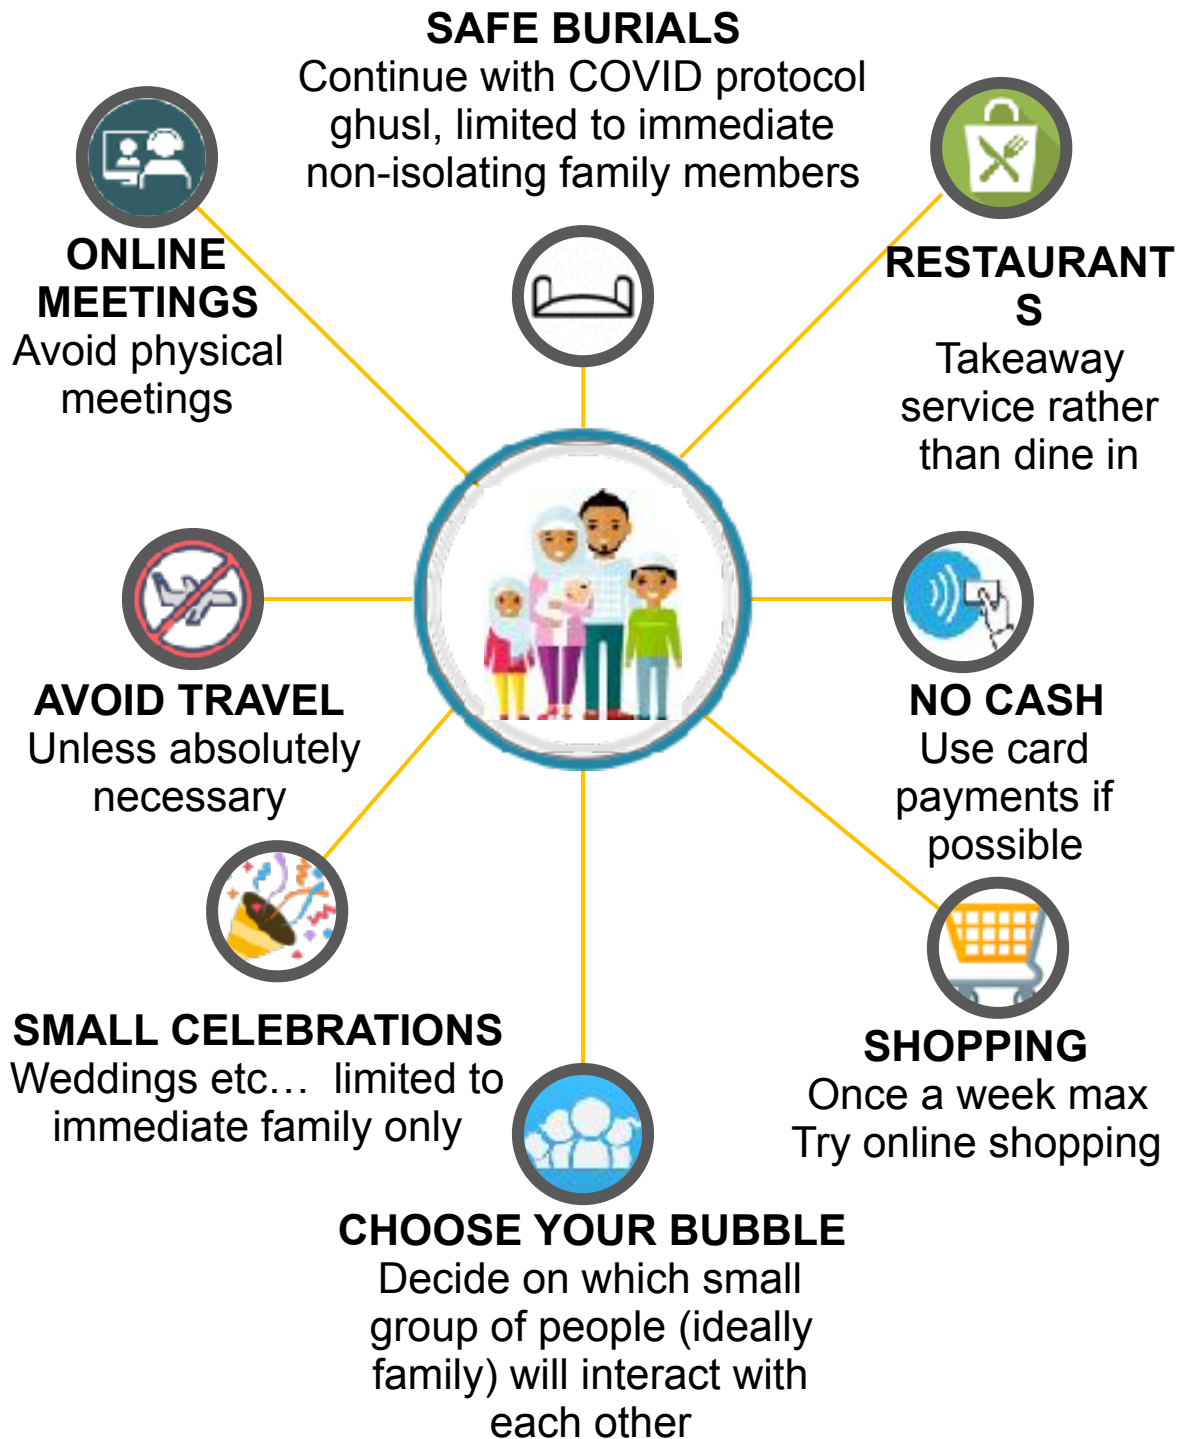 SAFE BURIALS
Continue with COVID protocol
ghusl, limited to immediate
non-isolating family members
ONLINE
MEETINGS
Avoid physical
meetings
RESTAURANT
S
Takeaway
service rather
than dine in
AVOID TRAVEL
Unless absolutely
necessary
NO CASH
Use card
payments if
possible
SMALL CELEBRATIONS
Weddings etc… limited to
immediate family only
SHOPPING
Once a week max
Try online shopping
CHOOSE YOUR BUBBLE
Decide on which small
group of people (ideally
family) will interact with
each other